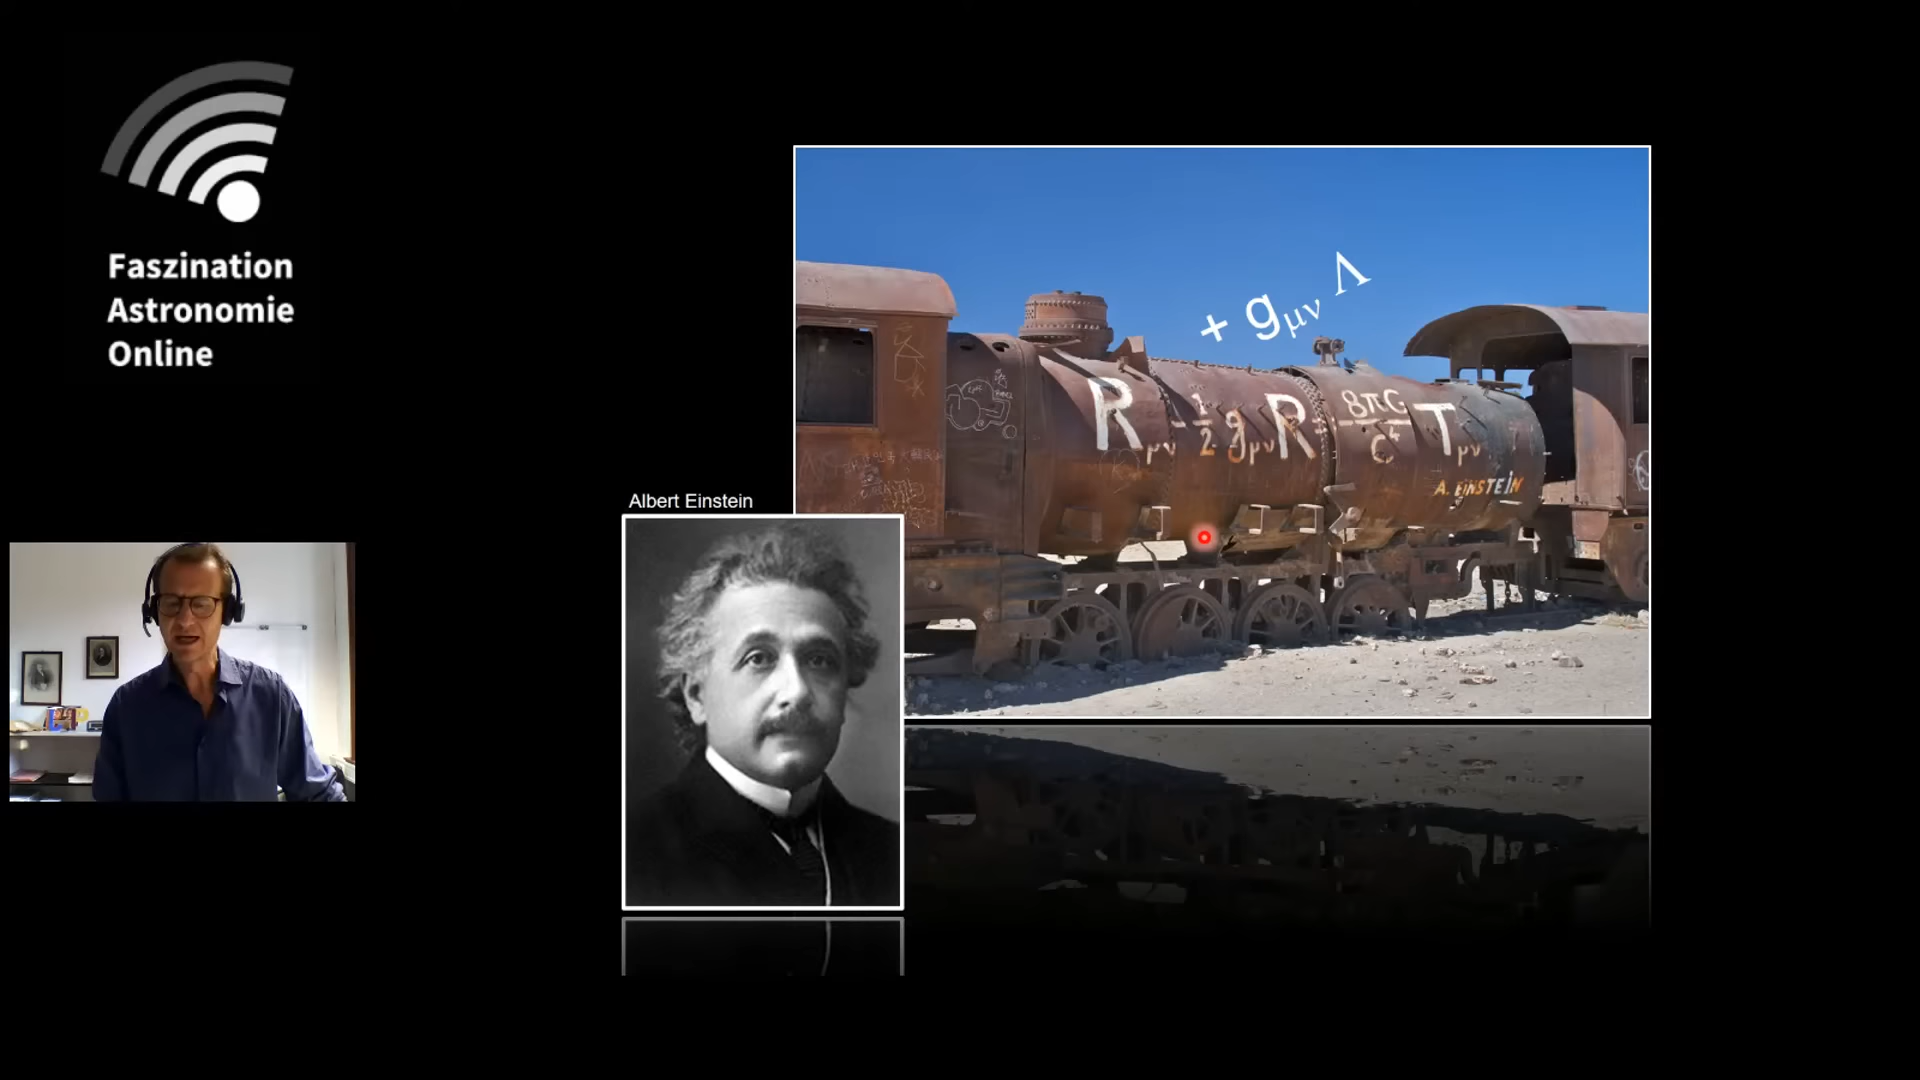 Faszination
Astronomie
Online
+ gμν Λ
Rμν - 1/2 gμν R = - 8πG/C⁴ Tμν
A. EINSTEIN
Albert Einstein